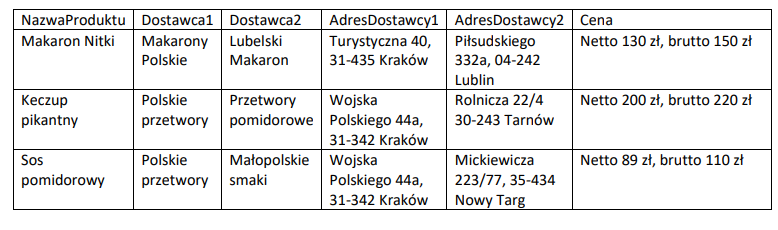 NazwaProduktu Dostawca1 Dostawca2 AdresDostawcy1 AdresDostawcy2 Cena
Makaron Nitki Makarony Polskie Lubelski Makaron Turystyczna 40, 31-435 Kraków Piłsudskiego 332a, 04-242 Lublin Netto 130 zł, brutto 150 zł
Keczup pikantny Polskie przetwory Przetwory pomidorowe Wojska Polskiego 44a, 31-342 Kraków Rolnicza 22/4 30-243 Tarnów Netto 200 zł, brutto 220 zł
Sos pomidorowy Polskie przetwory Małopolskie smaki Wojska Polskiego 44a, 31-342 Kraków Mickiewicza 223/77, 35-434 Nowy Targ Netto 89 zł, brutto 110 zł